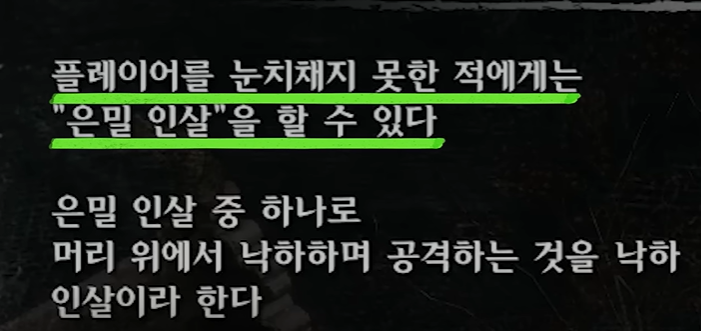 플레이어를 눈치채지 못한 적에게는
"은밀 인살"을 할 수 있다
은밀 인살 중 하나로
머리 위에서 낙하하며 공격하는 것을 낙하
인살이라 한다